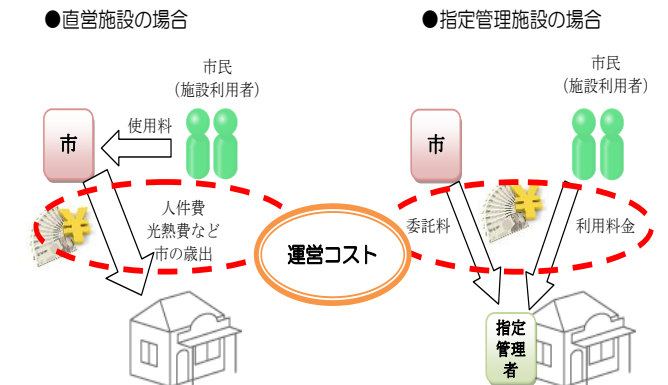 ●直営施設の場合
市民
（施設利用者）
使用料
市
人件費
光熱費など
市の歳出
運営コスト
●指定管理施設の場合
市民
（施設利用者）
市
委託料
利用料金
指定
管理
者